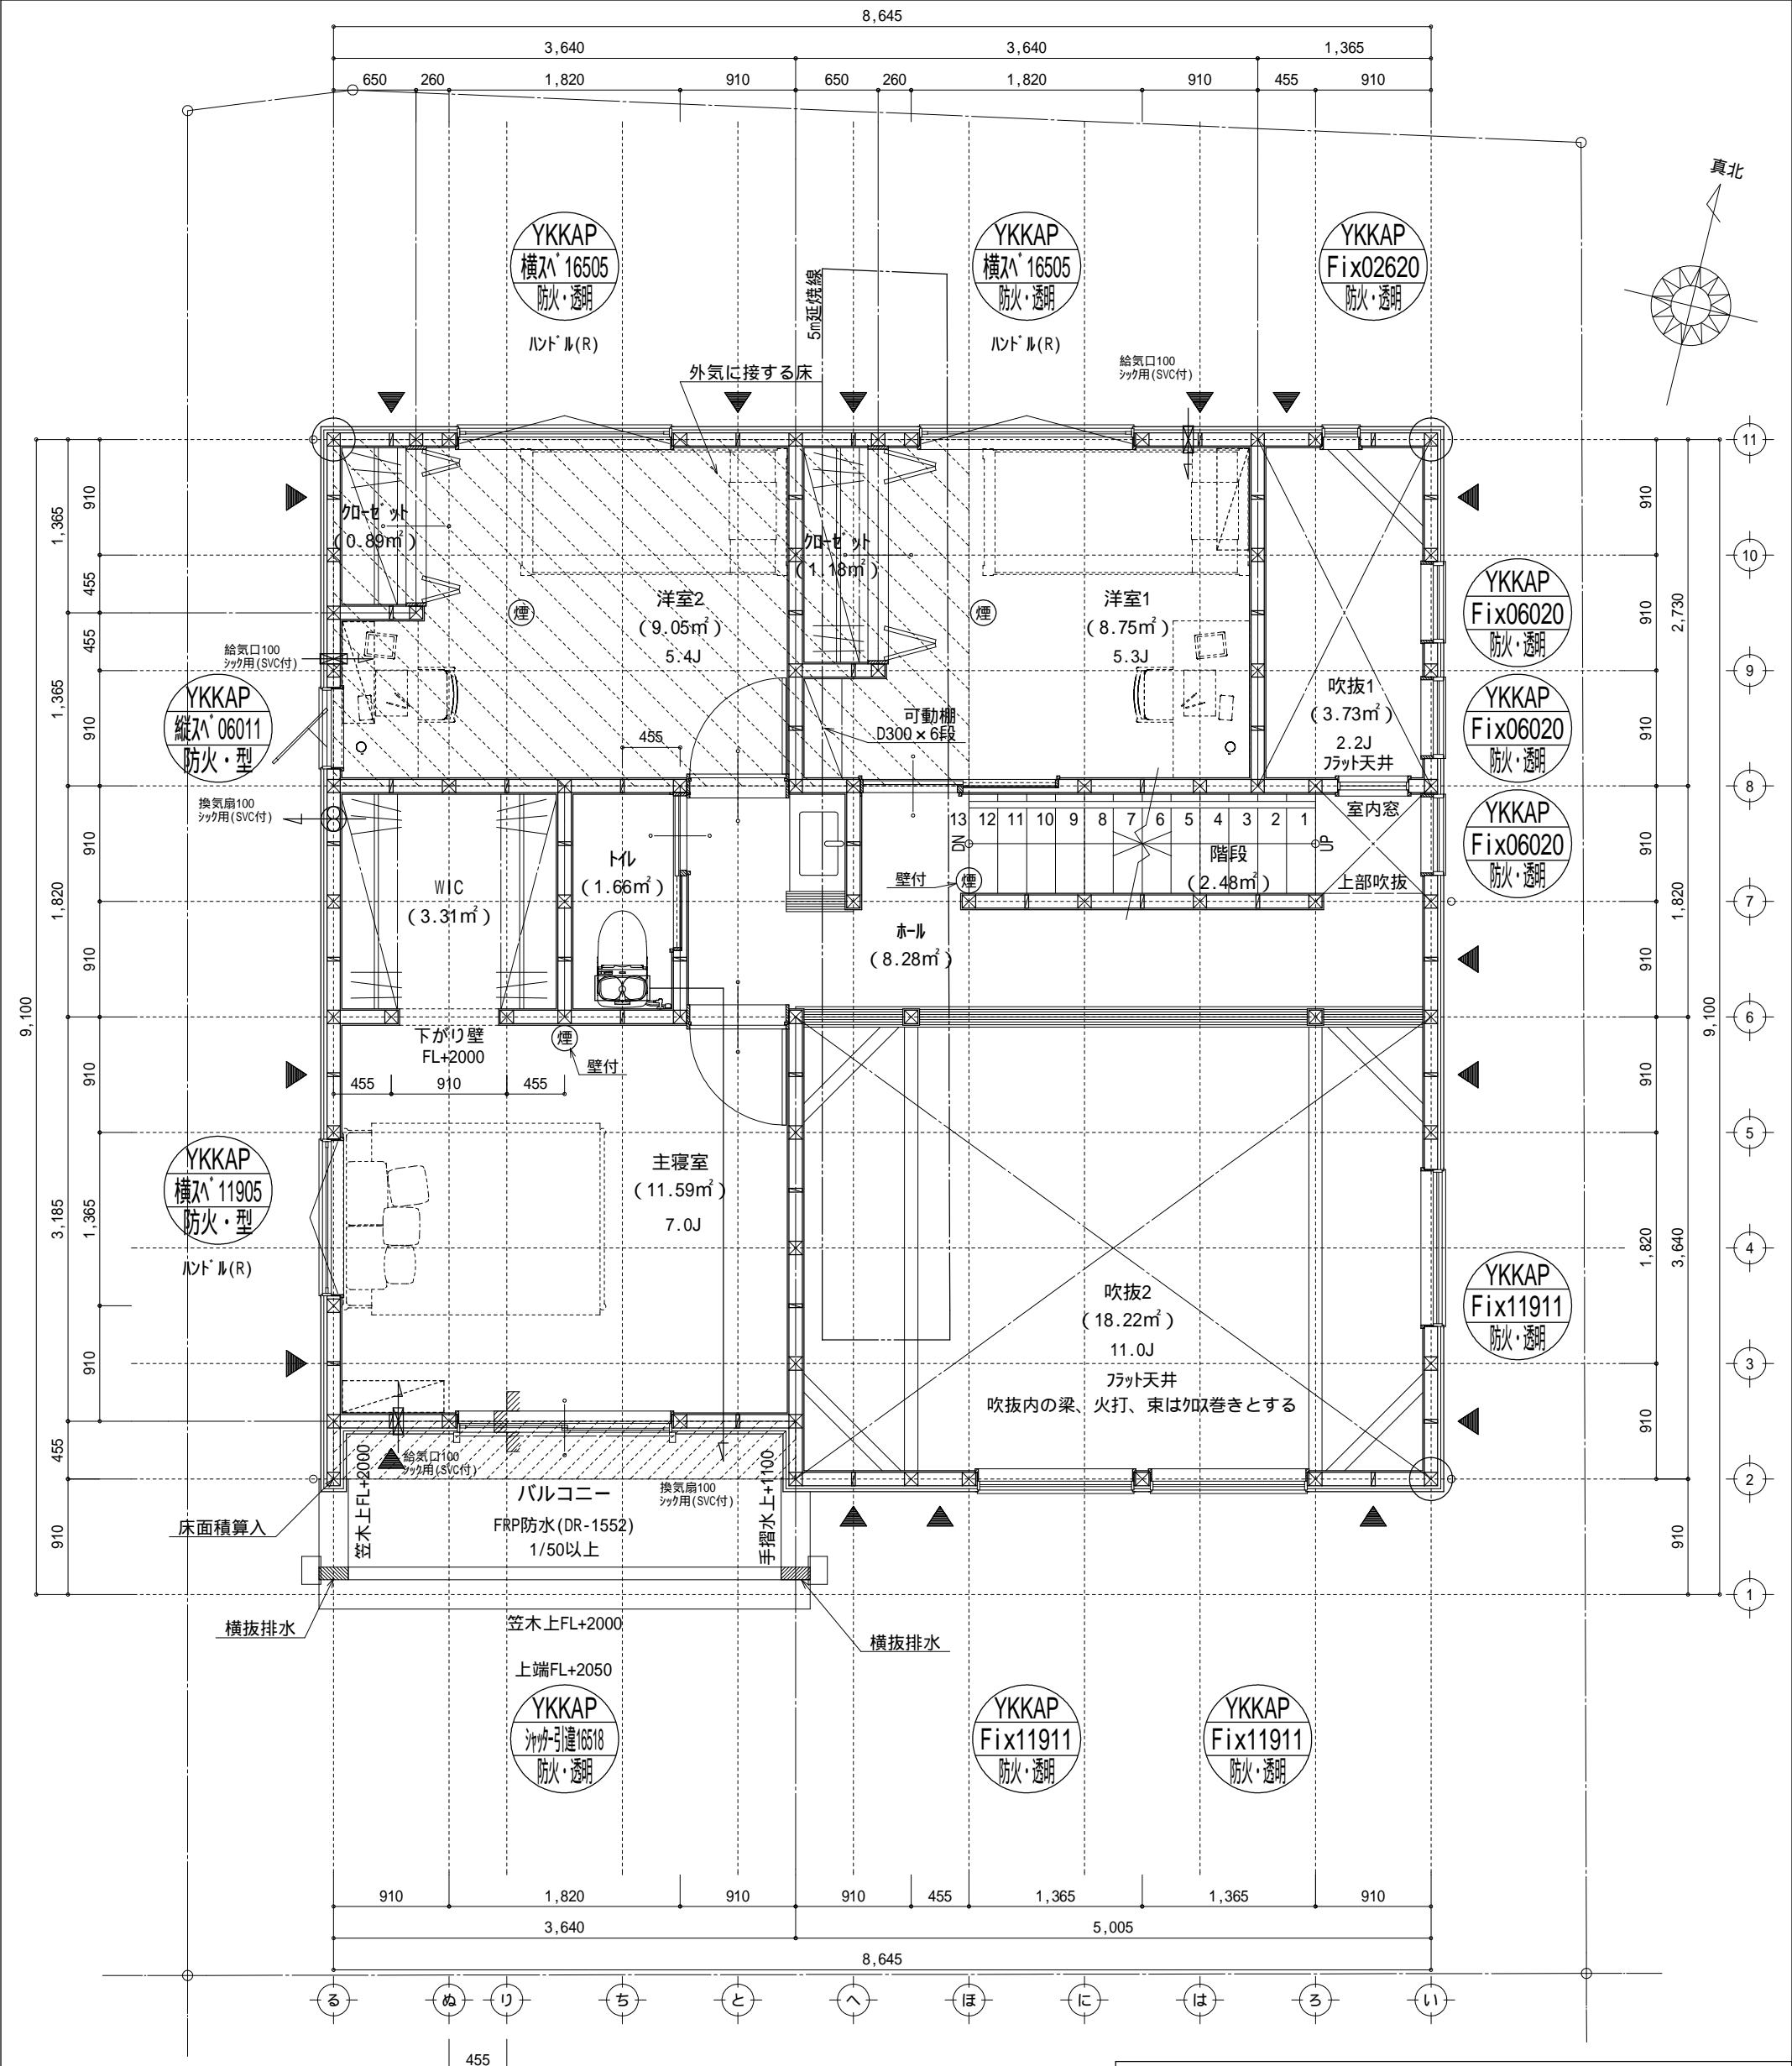 8,645
3,640
3,640
1,365
650
260
1,820
910
650
260
1,820
910
455
910
真北
YKKAP
横スベ16505
防火・透明
ハンドル(R)
YKKAP
横スベ16505
防火・透明
ハンドル(R)
YKKAP
Fix02620
防火・透明
5m延焼線
外気に接する床
給気口100
シック用(SVC付)
11
10
9
8
7
6
5
4
3
2
1
クローゼット
(0.89㎡)
クローゼット
(1.18㎡)
洋室2
(9.05㎡)
5.4J
煙
洋室1
(8.75㎡)
5.3J
煙
吹抜1
(3.73㎡)
2.2J
フラット天井
YKKAP
Fix06020
防火・透明
YKKAP
Fix06020
防火・透明
YKKAP
Fix06020
防火・透明
給気口100
シック用(SVC付)
YKKAP
縦スベ06011
防火・型
換気扇100
シック用(SVC付)
455
可動棚
D300×6段
室内窓
13 12 11 10 9 8 7 6 5 4 3 2 1
DN
UP
階段
(2.48㎡)
上部吹抜
壁付
煙
WIC
(3.31㎡)
トイレ
(1.66㎡)
ホール
(8.28㎡)
下がり壁
FL+2000
煙
壁付
455
910
455
主寝室
(11.59㎡)
7.0J
YKKAP
横スベ11905
防火・型
ハンドル(R)
吹抜2
(18.22㎡)
11.0J
フラット天井
吹抜内の梁、火打、束はクロス巻きとする
YKKAP
Fix11911
防火・透明
9,100
1,365
1,365
1,820
3,185
455
910
910
455
455
910
910
910
910
1,365
910
910
910
910
910
910
910
1,820
910
910
2,730
1,820
3,640
9,100
給気口100
シック用(SVC付)
換気扇100
シック用(SVC付)
笠木上FL+2000
手摺水上+1100
バルコニー
FRP防水(DR-1552)
1/50以上
床面積算入
横抜排水
笠木上FL+2000
横抜排水
上端FL+2050
YKKAP
シャッター引違16518
防火・透明
YKKAP
Fix11911
防火・透明
YKKAP
Fix11911
防火・透明
910
1,820
910
910
455
1,365
1,365
910
3,640
5,005
8,645
る
ぬ
り
ち
と
へ
ほ
に
は
ろ
い
455